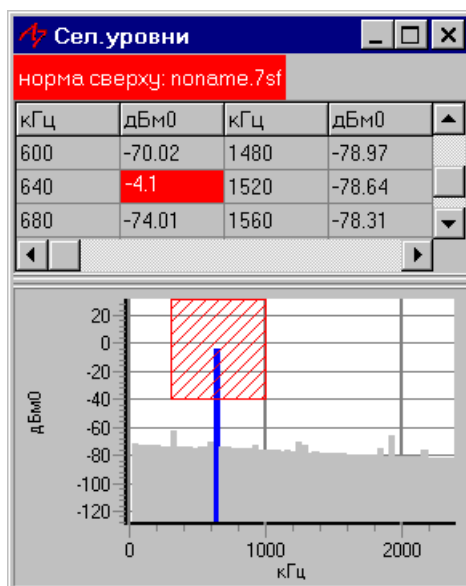 Сел.уровни
норма сверху: noname.7sf
кГц дБм0 кГц дБм0
600 -70.02 1480 -78.97
640 -4.1 1520 -78.64
680 -74.01 1560 -78.31
20
0
-20
-40
-60
-80
-100
-120
дБм0
0 1000 2000
кГц